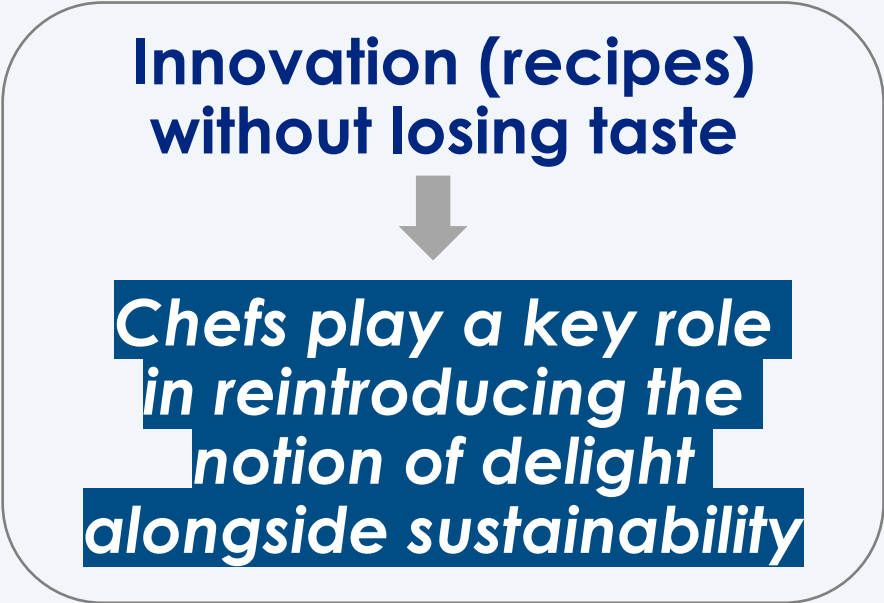 Innovation (recipes)
without losing taste
Chefs play a key role
in reintroducing the
notion of delight
alongside sustainability